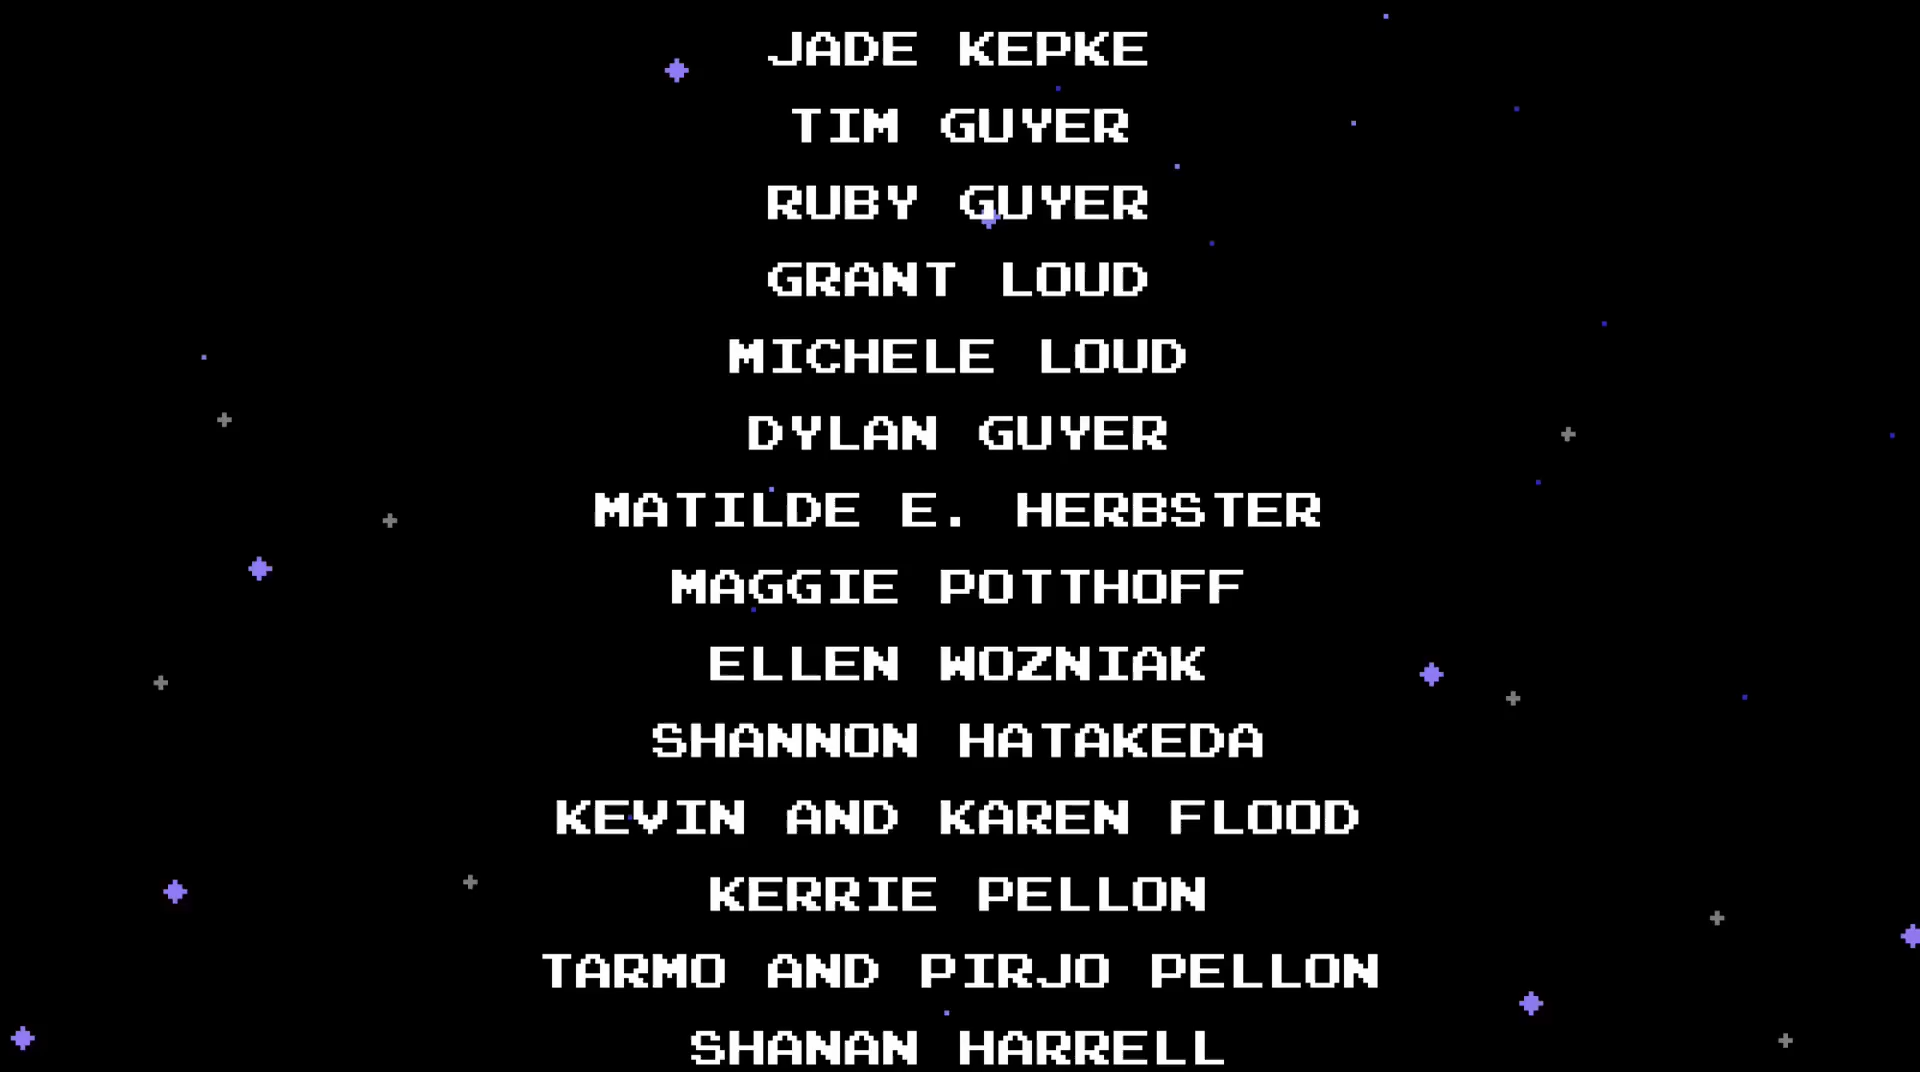 JADE KEPKE
TIM GUYER
RUBY GUYER
GRANT LOUD
MICHELE LOUD
DYLAN GUYER
MATILDE E. HERBSTER
MAGGIE POTTHOFF
ELLEN WOZNIAK
SHANNON HATAKEDA
KEVIN AND KAREN FLOOD
KERRIE PELLON
TARMO AND PIRJO PELLON
SHANAN HARRELL